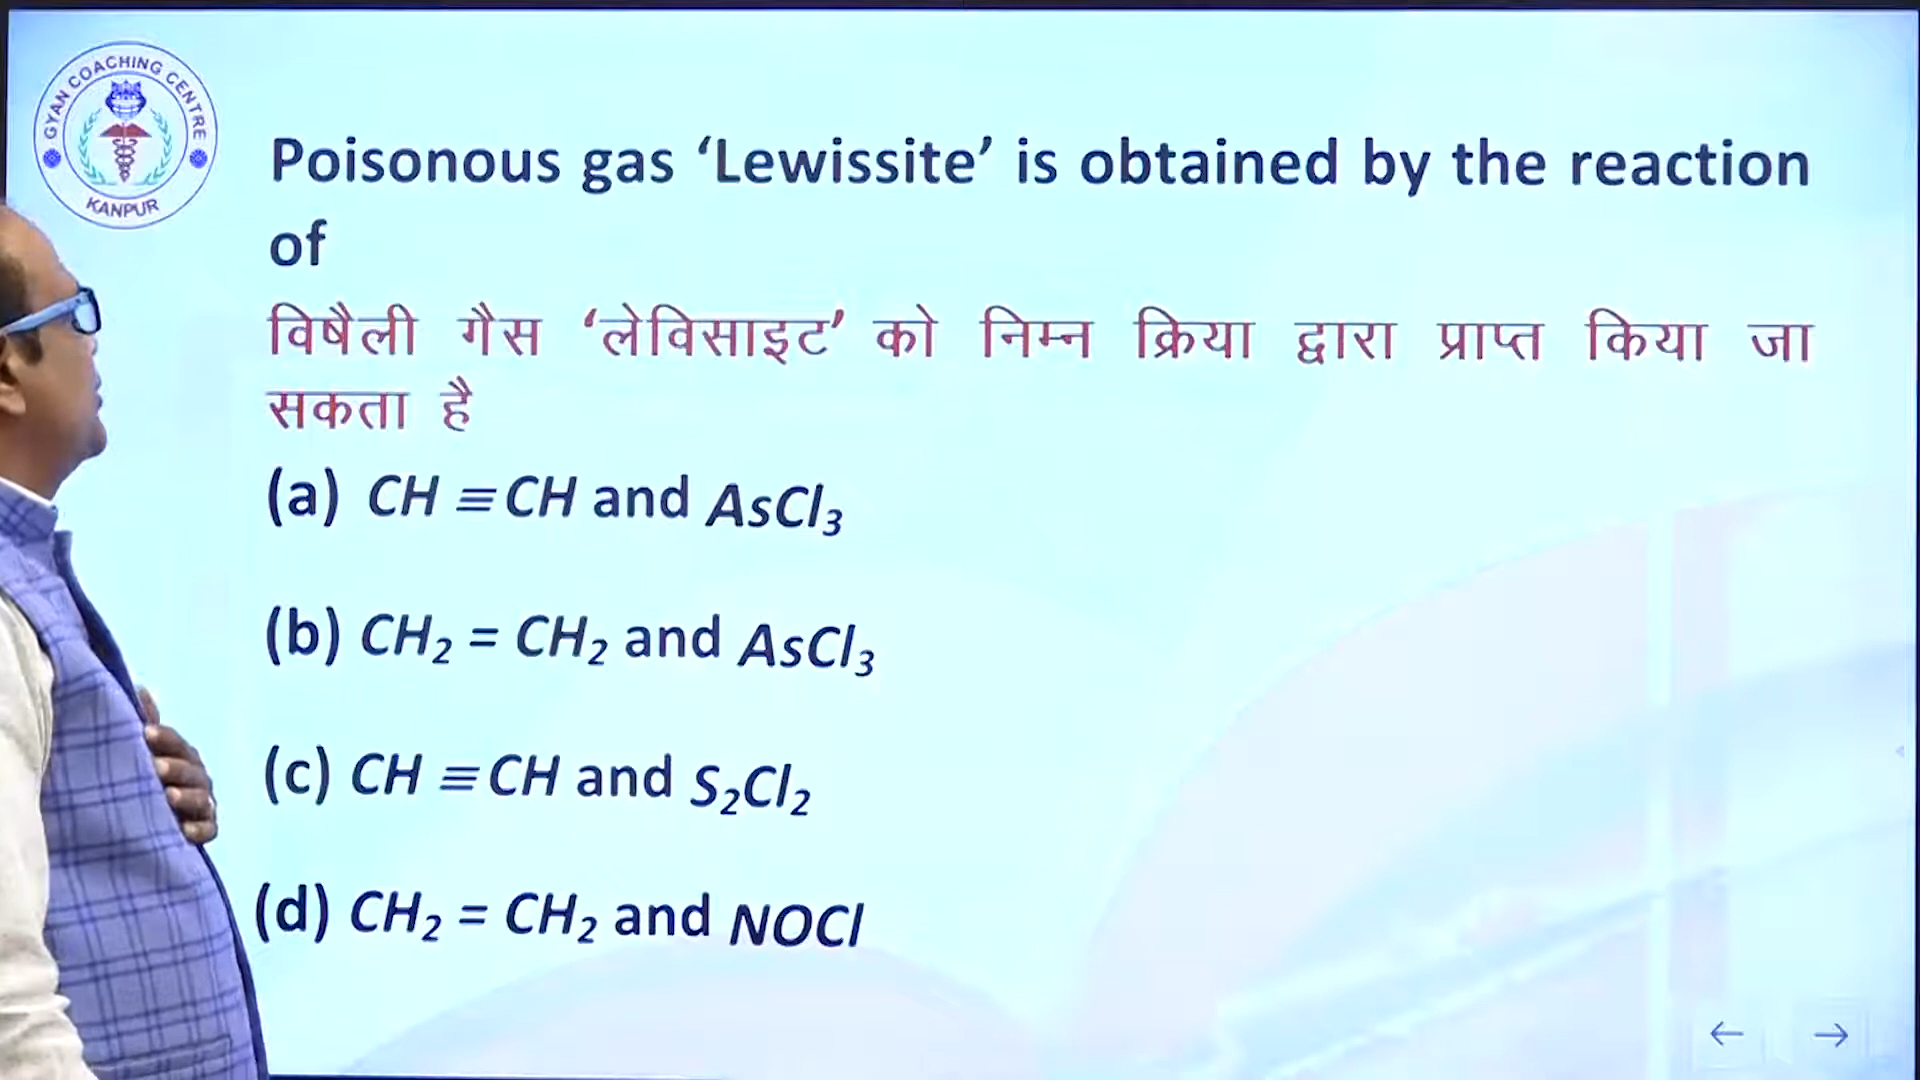 GYAN COACHING CENTRE
KANPUR
Poisonous gas ‘Lewissite’ is obtained by the reaction
of
विषैली गैस ‘लेविसाइट’ को निम्न क्रिया द्वारा प्राप्त किया जा
सकता है
(a) CH ≡ CH and AsCl₃
(b) CH₂ = CH₂ and AsCl₃
(c) CH ≡ CH and S₂Cl₂
(d) CH₂ = CH₂ and NOCl